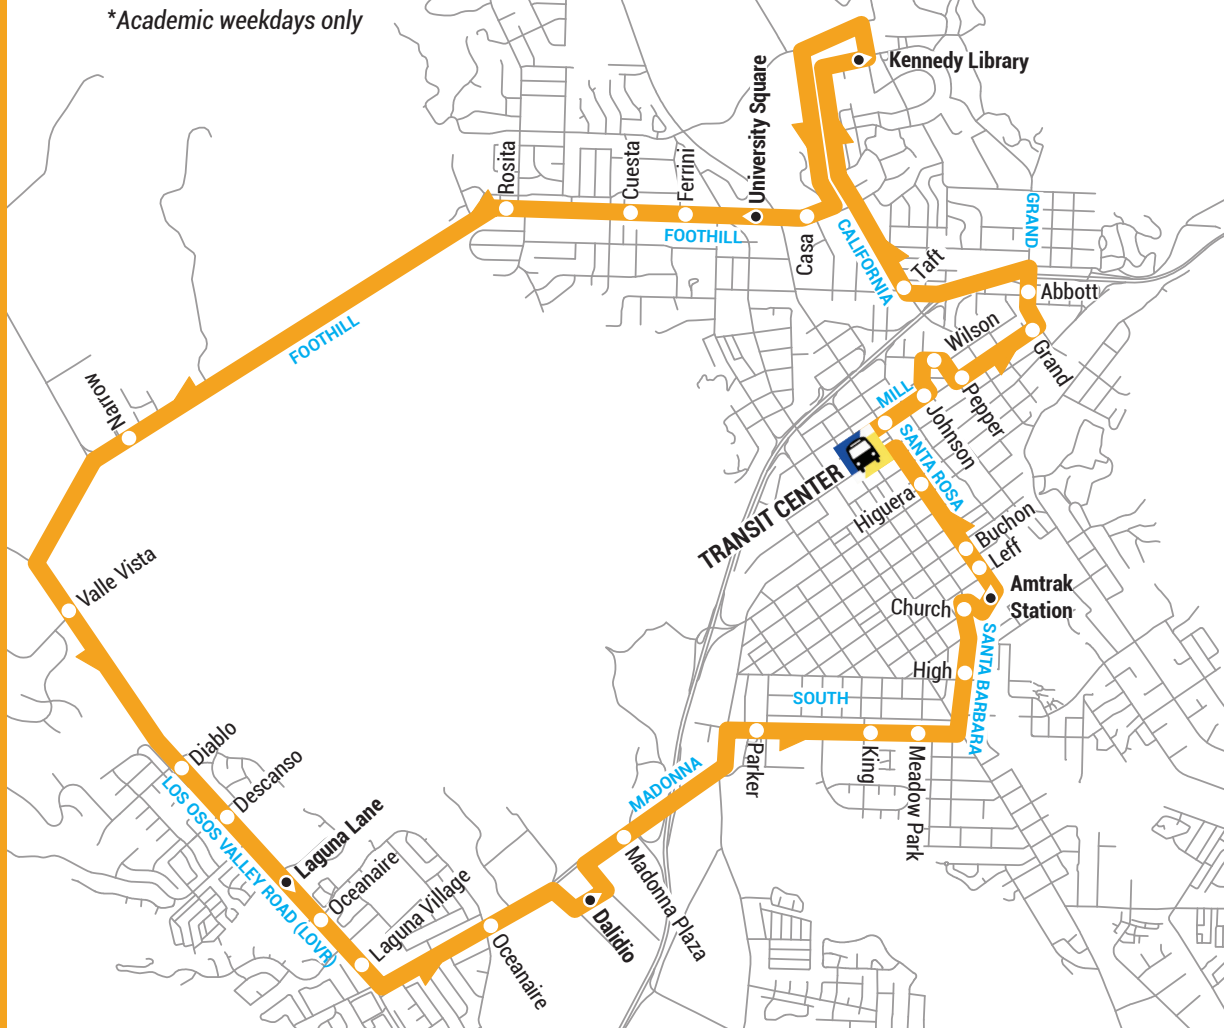 *Academic weekdays only
Kennedy Library
University Square
Rosita
Cuesta
Ferrini
FOOTHILL
Casa
CALIFORNIA
GRAND
Taft
Abbott
Wilson
Grand
FOOTHILL
Narrow
MILL
Pepper
Johnson
SANTA ROSA
TRANSIT CENTER
Higuera
Buchon
Leff
Amtrak
Station
Church
Valle Vista
High
SANTA BARBARA
SOUTH
Parker
King
Meadow Park
MADONNA
Diablo
Descanso
LOS OSOS VALLEY ROAD (LOVR)
Laguna Lane
Oceanaire
Laguna Village
Madonna Plaza
Dalidio
Oceanaire